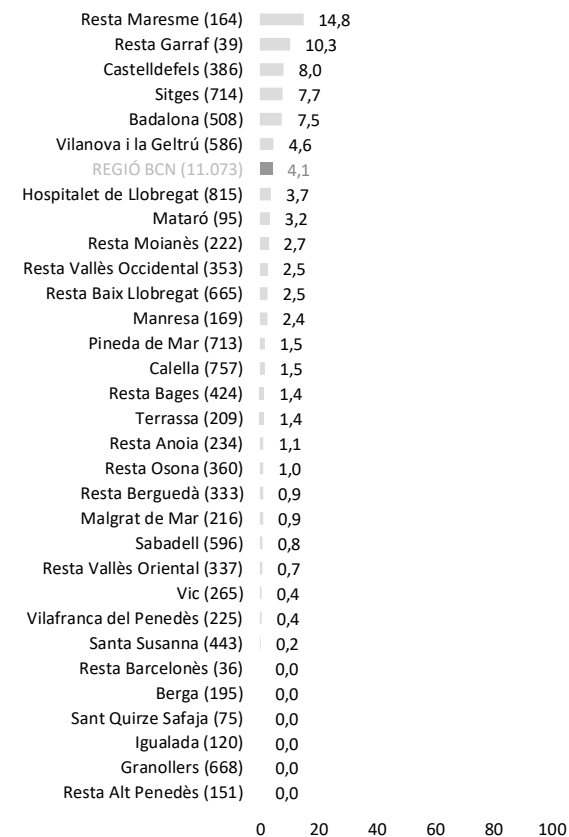 Resta Maresme (164) 14,8
Resta Garraf (39) 10,3
Castelldefels (386) 8,0
Sitges (714) 7,7
Badalona (508) 7,5
Vilanova i la Geltrú (586) 4,6
REGIÓ BCN (11.073) 4,1
Hospitalet de Llobregat (815) 3,7
Mataró (95) 3,2
Resta Moianès (222) 2,7
Resta Vallès Occidental (353) 2,5
Resta Baix Llobregat (665) 2,5
Manresa (169) 2,4
Pineda de Mar (713) 1,5
Calella (757) 1,5
Resta Bages (424) 1,4
Terrassa (209) 1,4
Resta Anoia (234) 1,1
Resta Osona (360) 1,0
Resta Berguedà (333) 0,9
Malgrat de Mar (216) 0,9
Sabadell (596) 0,8
Resta Vallès Oriental (337) 0,7
Vic (265) 0,4
Vilafranca del Penedès (225) 0,4
Santa Susanna (443) 0,2
Resta Barcelonès (36) 0,0
Berga (195) 0,0
Sant Quirze Safaja (75) 0,0
Igualada (120) 0,0
Granollers (668) 0,0
Resta Alt Penedès (151) 0,0
0 20 40 60 80 100